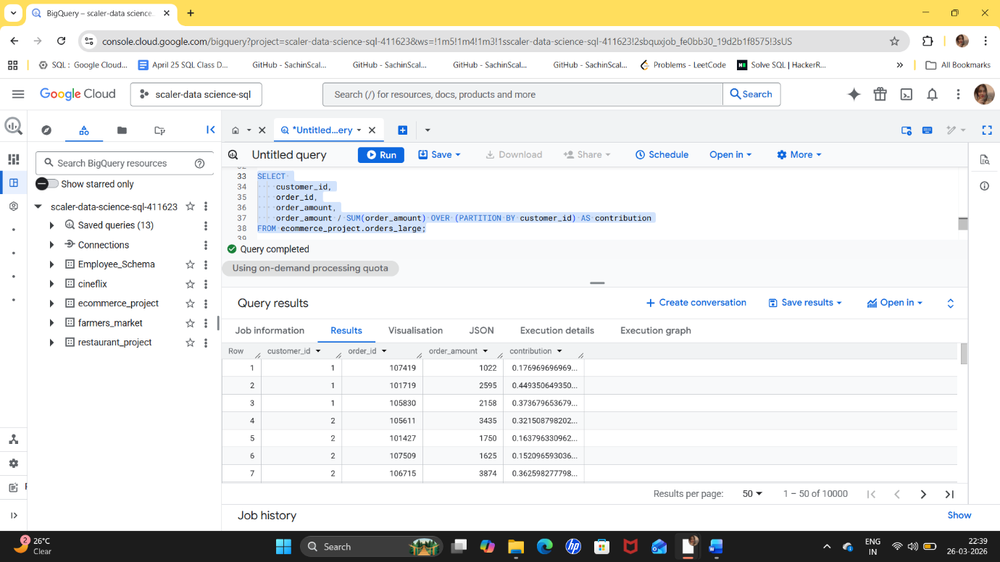 BigQuery – scaler-data science.
console.cloud.google.com/bigquery?project=scaler-data-science-sql-411623&ws=!1m5!1m4!1m3!1sscaler-data-science-sql-411623!2sbquxjob_fe0bb30_19d2b1f8575!3sUS
SQL : Google Cloud... April 25 SQL Class D... GitHub - SachinScal... GitHub - SachinScal... GitHub - SachinScal... GitHub - SachinScal... Problems - LeetCode Solve SQL | HackerR... » All Bookmarks
Google Cloud scaler-data science-sql Search (/) for resources, docs, products and more Search
*Untitled...ery
Search BigQuery resources
Show starred only
scaler-data-science-sql-411623
Saved queries (13)
Connections
Employee_Schema
cineflix
ecommerce_project
farmers_market
restaurant_project
Untitled query Run Save Download Share Schedule Open in More
33 SELECT
34 customer_id,
35 order_id,
36 order_amount,
37 order_amount / SUM(order_amount) OVER (PARTITION BY customer_id) AS contribution
38 FROM ecommerce_project.orders_large;
39
Query completed
Using on-demand processing quota
Query results Create conversation Save results Open in
Job information Results Visualisation JSON Execution details Execution graph
Row customer_id order_id order_amount contribution
1 1 107419 1022 0.176969696969...
2 1 101719 2595 0.449350649350...
3 1 105830 2158 0.373679653679...
4 2 105611 3435 0.321508798202...
5 2 101427 1750 0.163796330962...
6 2 107509 1625 0.152096593036...
7 2 106715 3874 0.362598277798...
Results per page: 50 1 – 50 of 10000
Job history Show
2 26°C
Clear
Search
ENG
IN
22:39
26-03-2026